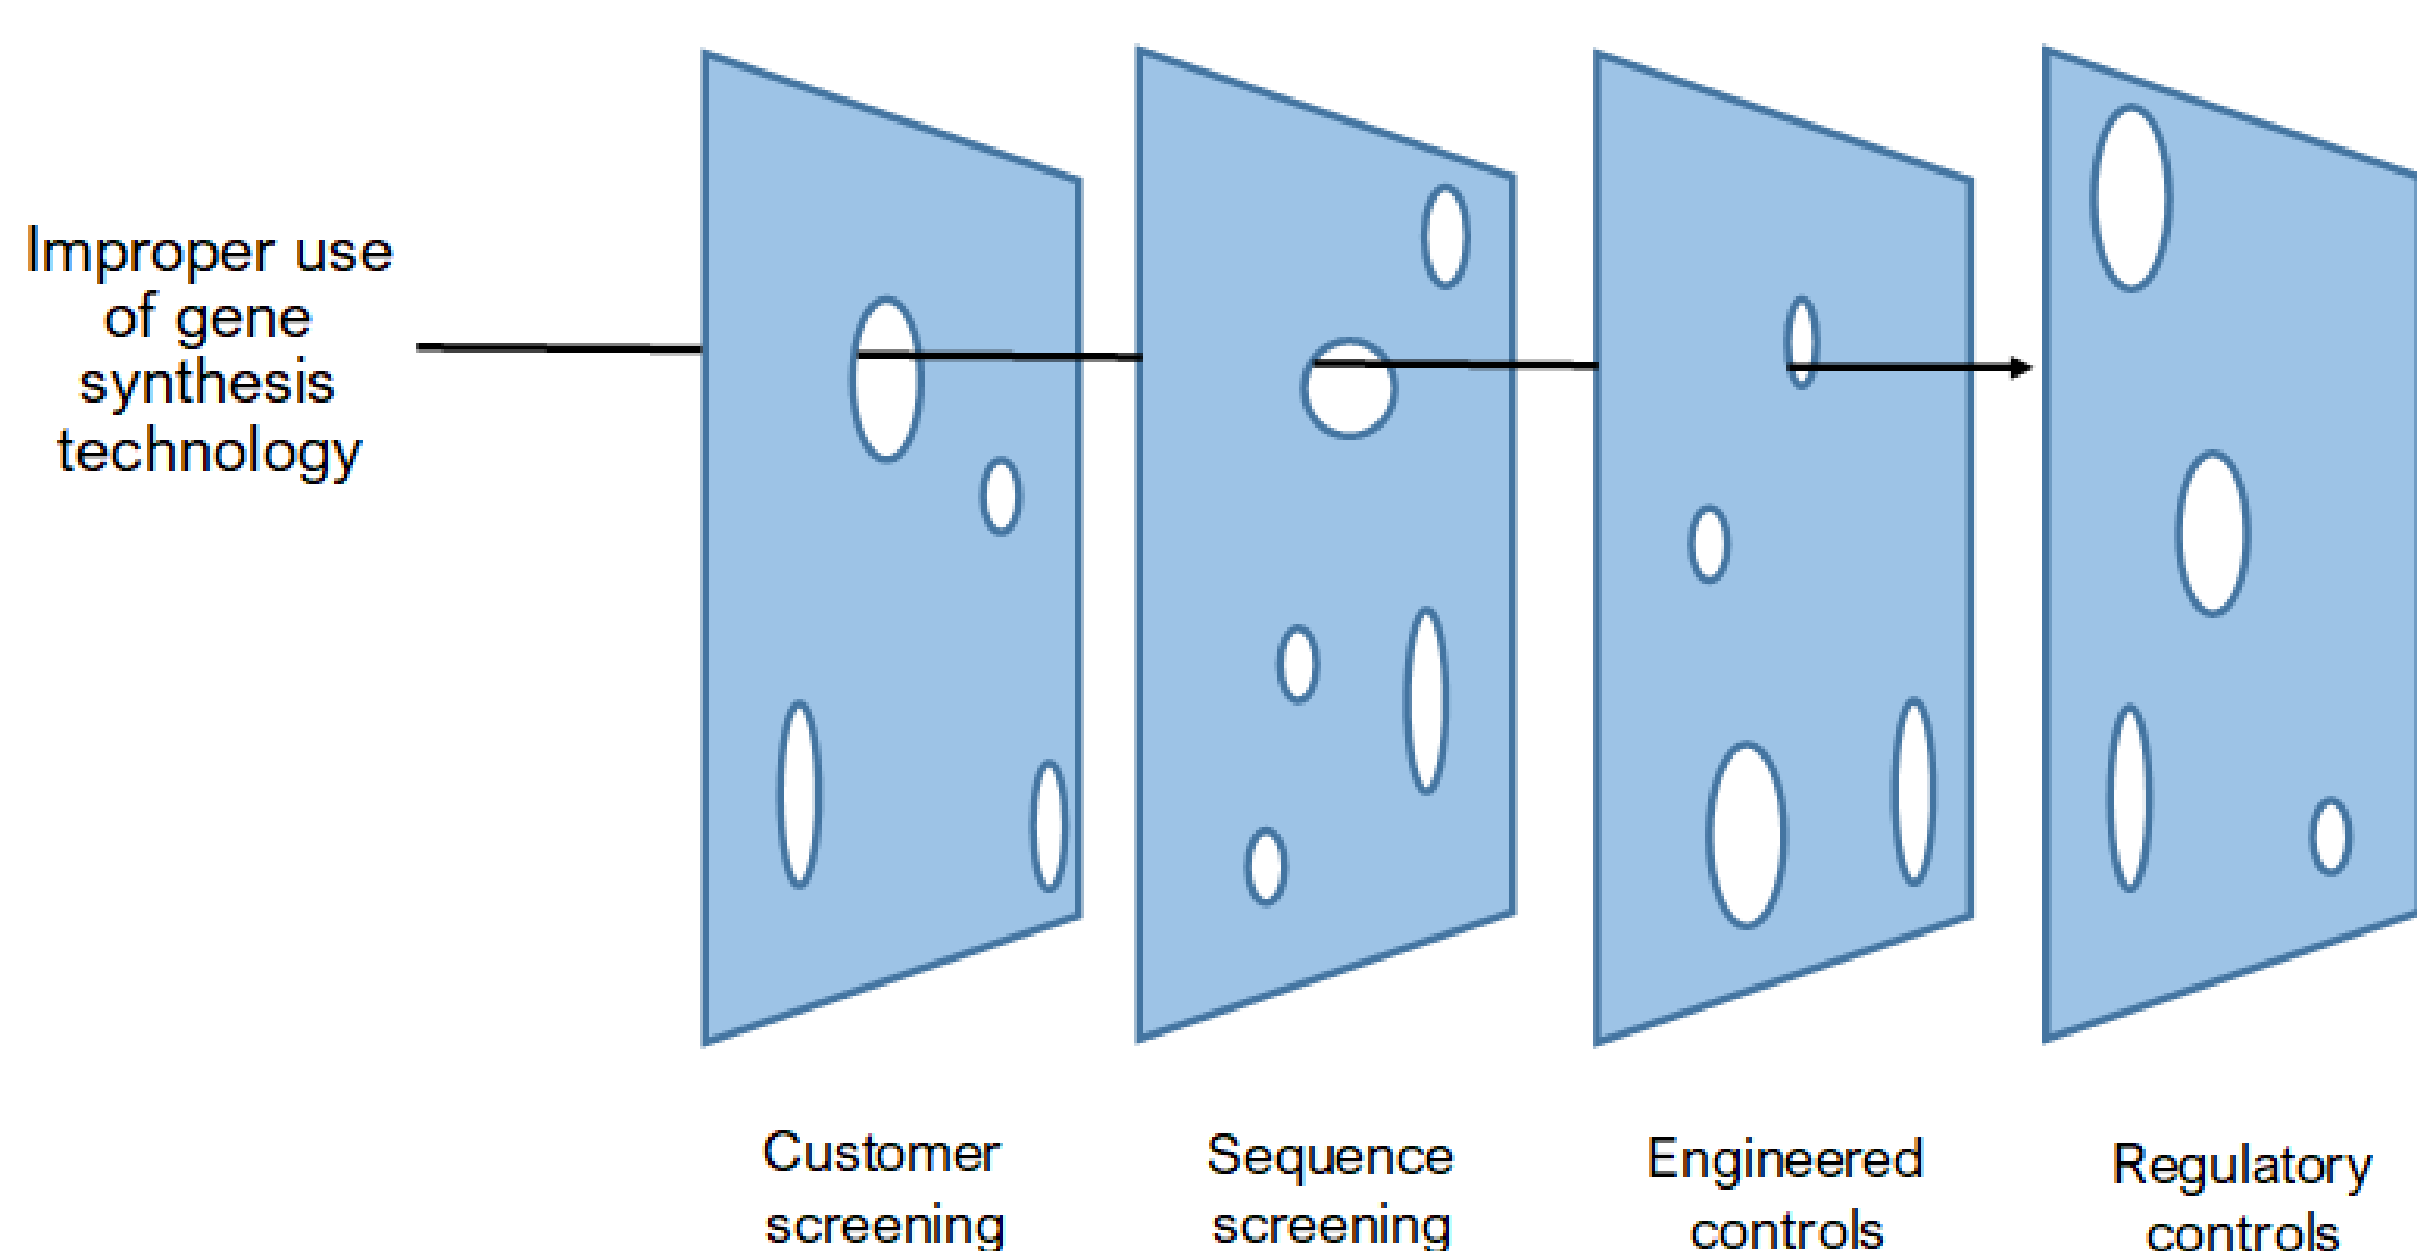 Improper use
of gene
synthesis
technology
Customer
screening
Sequence
screening
Engineered
controls
Regulatory
controls